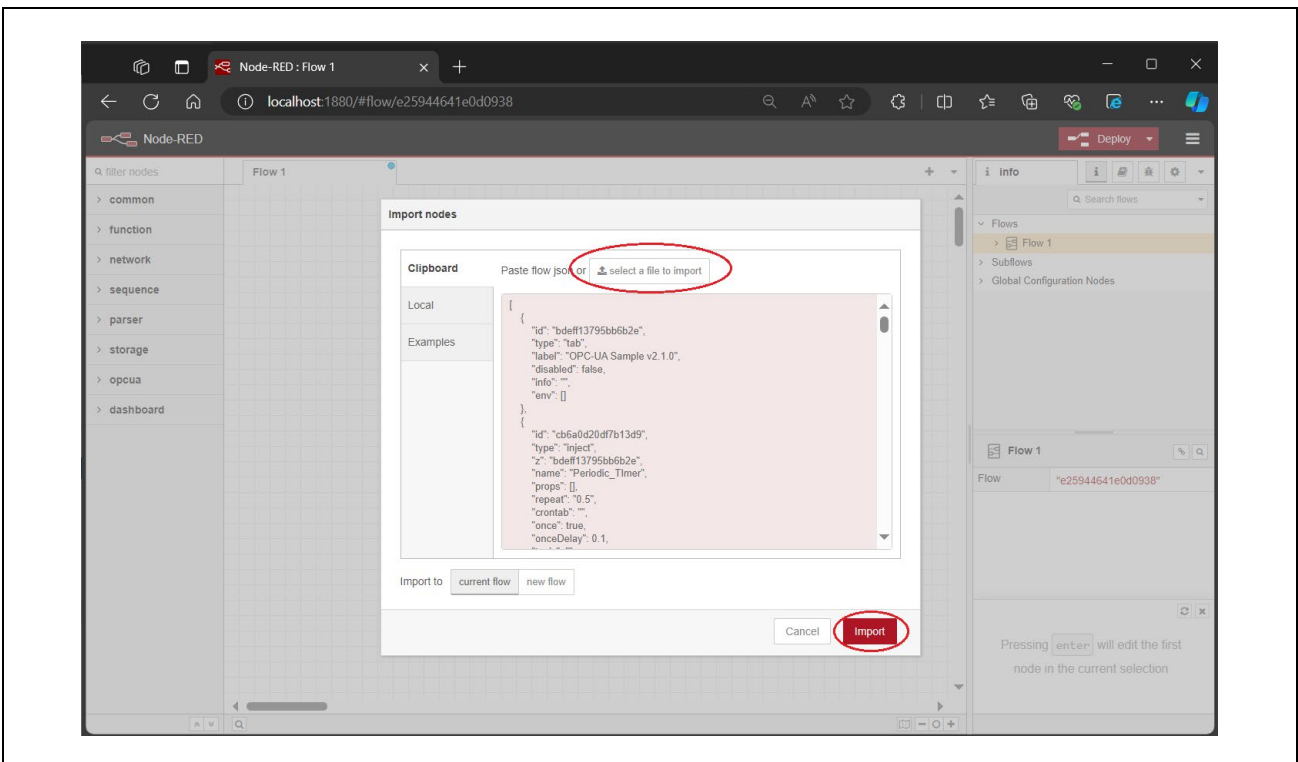 Node-RED : Flow 1
localhost:1880/#flow/e25944641e0d0938
Node-RED
Deploy
filter nodes
Flow 1
i info
common
function
network
sequence
parser
storage
opcua
dashboard
Import nodes
Clipboard
Local
Examples
Paste flow json or select a file to import
[
{
"id": "bdeff13795bb6b2e",
"type": "tab",
"label": "OPC-UA Sample v2.1.0",
"disabled": false,
"info": "",
"env": []
},
{
"id": "cb6a0d20df7b13d9",
"type": "inject",
"z": "bdeff13795bb6b2e",
"name": "Periodic_TImer",
"props": [],
"repeat": "0.5",
"crontab": "",
"once": true,
"onceDelay": 0.1,
Import to current flow new flow
Cancel Import
Search flows
Flows
Flow 1
Subflows
Global Configuration Nodes
Flow 1
Flow "e25944641e0d0938"
Pressing enter will edit the first
node in the current selection